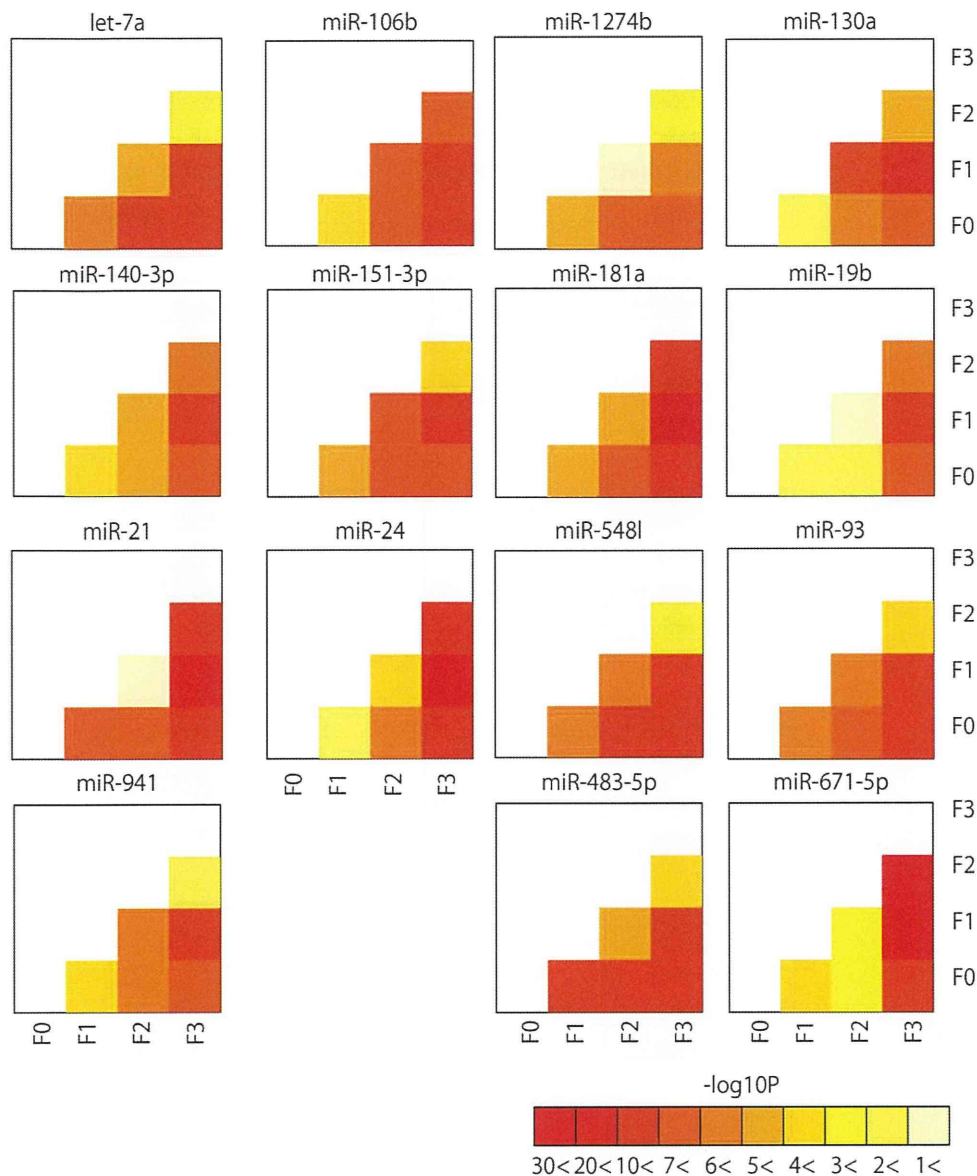 let-7a miR-106b miR-1274b miR-130a
F3
F2
F1
F0
miR-140-3p miR-151-3p miR-181a miR-19b
F3
F2
F1
F0
miR-21 miR-24 miR-548l miR-93
F3
F2
F1
F0
F0 F1 F2 F3
miR-941 miR-483-5p miR-671-5p
F3
F2
F1
F0
F0 F1 F2 F3 F0 F1 F2 F3 F0 F1 F2 F3
-log10P
30< 20< 10< 7< 6< 5< 4< 3< 2< 1<